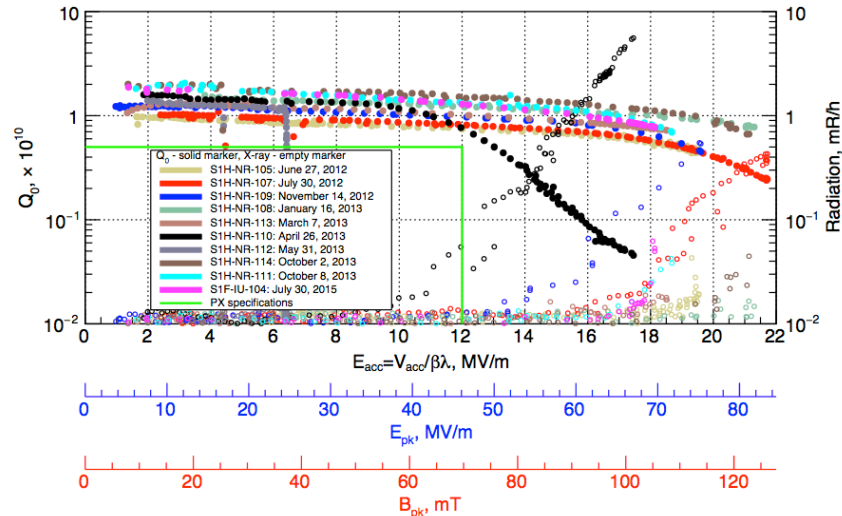 10
10
1
1
10⁻¹
10⁻¹
10⁻²
10⁻²
Q₀, × 10¹⁰
Radiation, mR/h
Q₀ - solid marker, X-ray - empty marker
S1H-NR-105: June 27, 2012
S1H-NR-107: July 30, 2012
S1H-NR-109: November 14, 2012
S1H-NR-108: January 16, 2013
S1H-NR-113: March 7, 2013
S1H-NR-110: April 26, 2013
S1H-NR-112: May 31, 2013
S1H-NR-114: October 2, 2013
S1H-NR-111: October 8, 2013
S1F-IU-104: July 30, 2015
PX specifications
0 2 4 6 8 10 12 14 16 18 20 22
E_acc=V_acc/βλ, MV/m
0 10 20 30 40 50 60 70 80
E_pk, MV/m
0 20 40 60 80 100 120
B_pk, mT